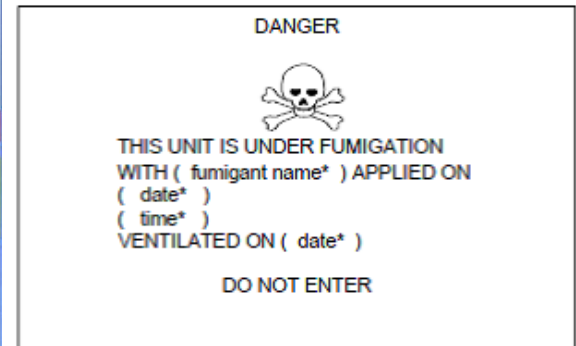 DANGER
THIS UNIT IS UNDER FUMIGATION
WITH ( fumigant name* ) APPLIED ON
( date* )
( time* )
VENTILATED ON ( date* )
DO NOT ENTER